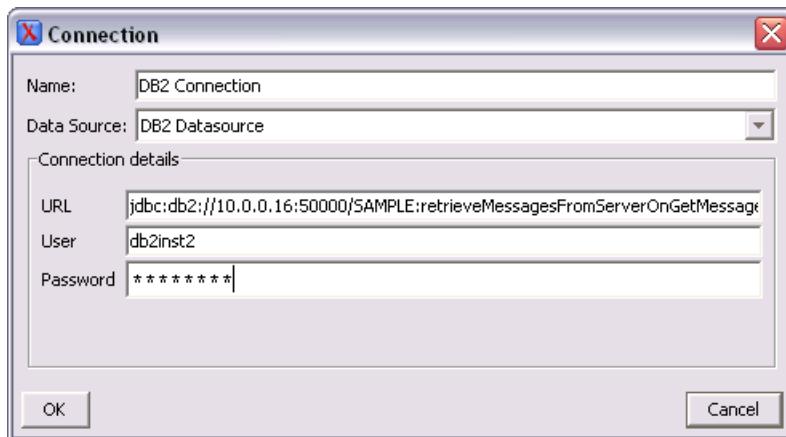 Connection
Name: DB2 Connection
Data Source: DB2 Datasource
Connection details
URL jdbc:db2://10.0.0.16:50000/SAMPLE:retrieveMessagesFromServerOnGetMessage
User db2inst2
Password ********
OK Cancel